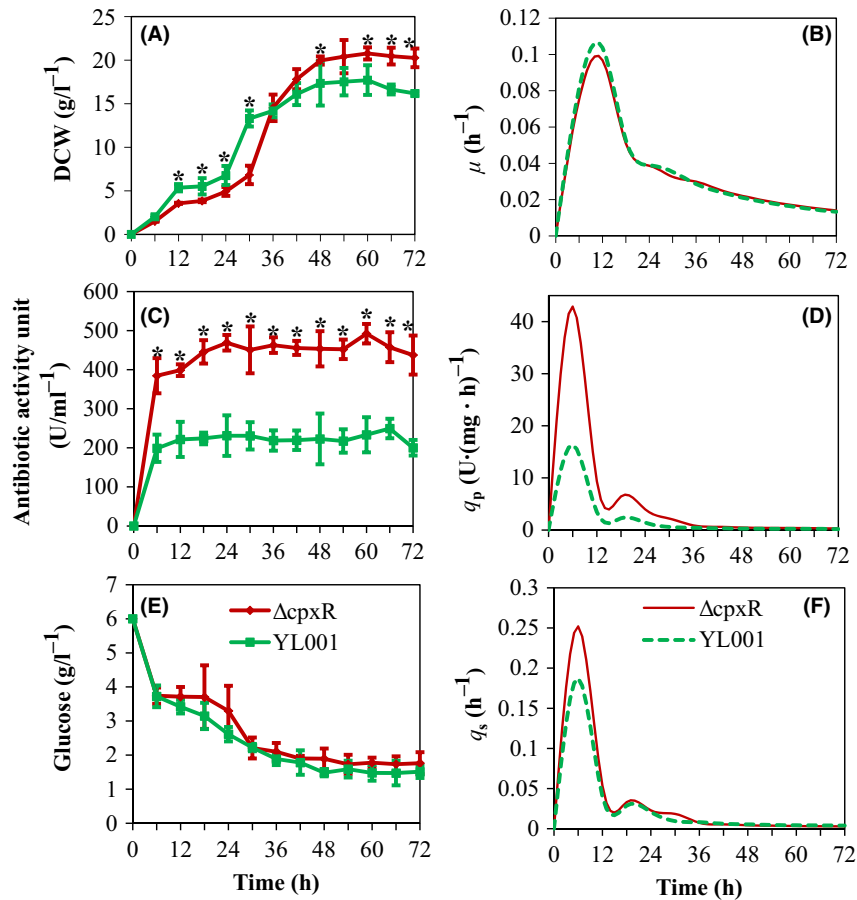 (A)
DCW (g/l⁻¹)
25
20
15
10
5
0
* * * * * * * *
0 12 24 36 48 60 72
(B)
μ (h⁻¹)
0.12
0.1
0.08
0.06
0.04
0.02
0
0 12 24 36 48 60 72
(C)
Antibiotic activity unit
(U/ml⁻¹)
600
500
400
300
200
100
0
* * * * * * * * * * * *
0 12 24 36 48 60 72
(D)
qp (U·(mg · h)⁻¹
40
30
20
10
0
0 12 24 36 48 60 72
(E)
Glucose (g/l⁻¹)
7
6
5
4
3
2
1
0
ΔcpxR
YL001
0 12 24 36 48 60 72
Time (h)
(F)
qs (h⁻¹)
0.3
0.25
0.2
0.15
0.1
0.05
0
ΔcpxR
YL001
0 12 24 36 48 60 72
Time (h)